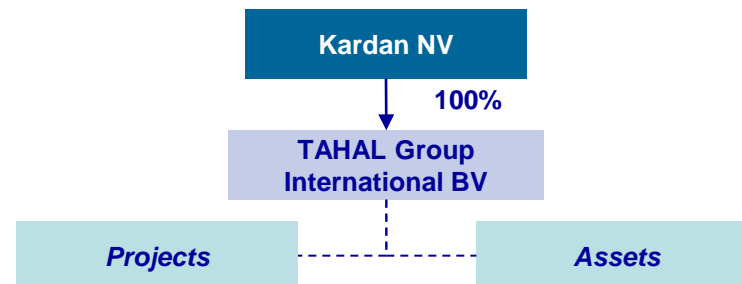 Kardan NV
100%
TAHAL Group
International BV
Projects
Assets